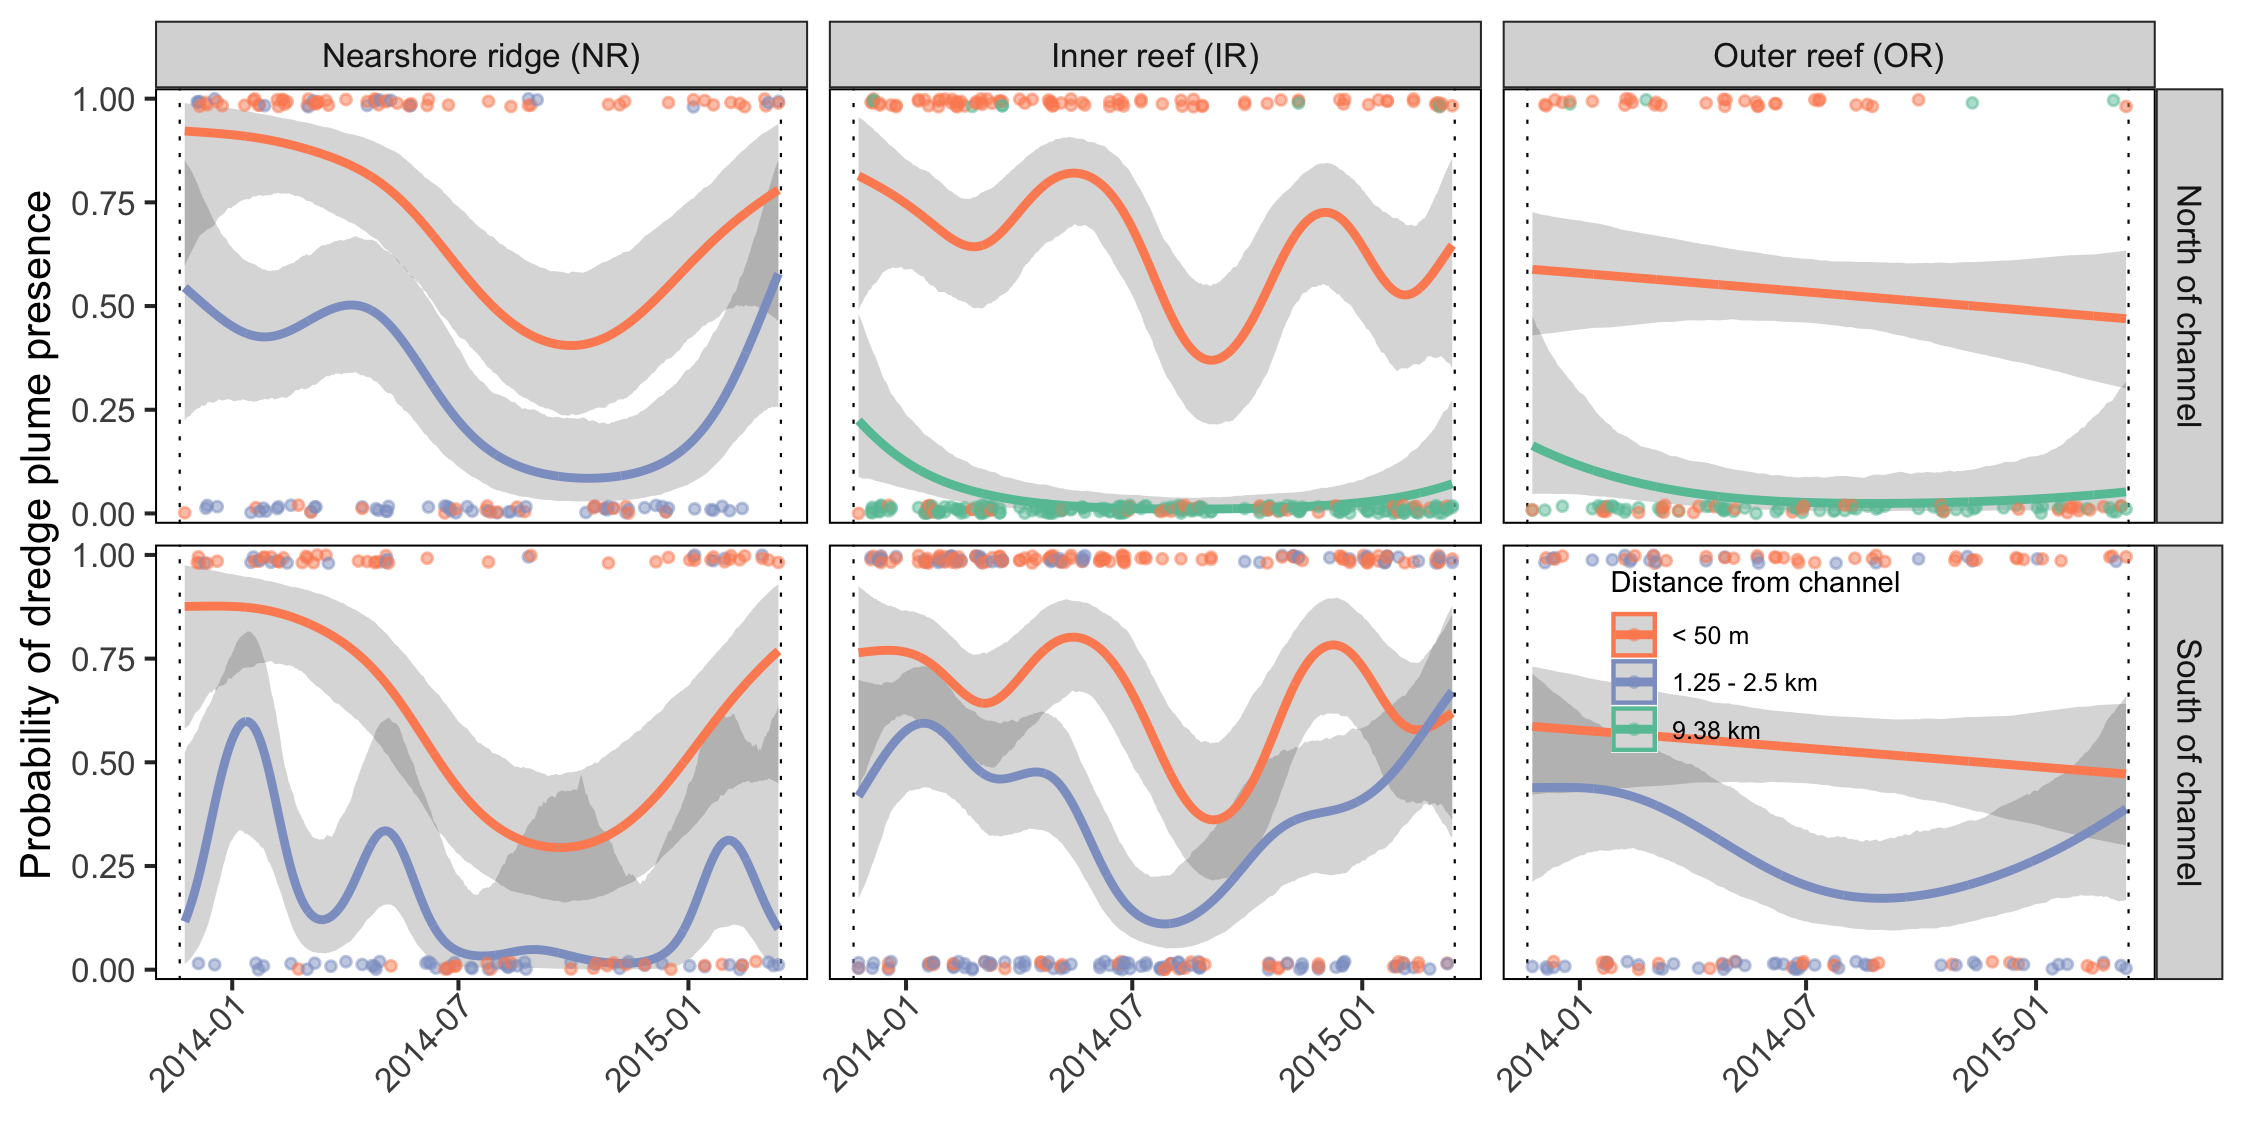 Nearshore ridge (NR)
Inner reef (IR)
Outer reef (OR)
Probability of dredge plume presence
1.00
0.75
0.50
0.25
0.00
North of channel
1.00
0.75
0.50
0.25
0.00
South of channel
Distance from channel
< 50 m
1.25 - 2.5 km
9.38 km
2014-01
2014-07
2015-01
2014-01
2014-07
2015-01
2014-01
2014-07
2015-01